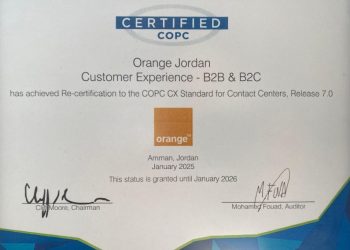 CERTIFIED
COPC
Orange Jordan
Customer Experience - B2B & B2C
has achieved Re-certification to the COPC CX Standard for Contact Centers, Release 7.0
orange™
Amman, Jordan
January 2025
This status is granted until January 2026
Cliff Moore, Chairman
Mohamed Fouad, Auditor